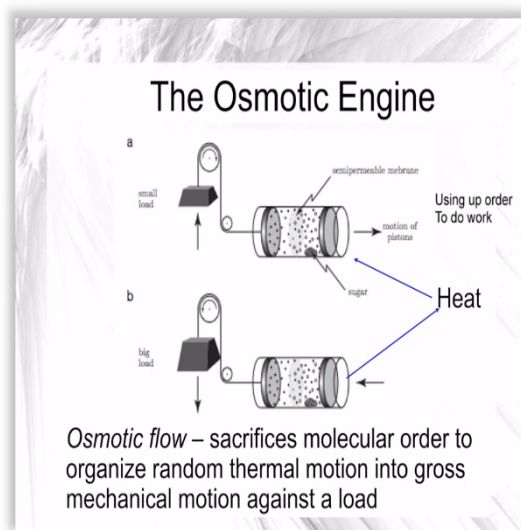 The Osmotic Engine
a
semipermeable mebrane
small
load
Using up order
To do work
motion of
pistons
sugar
Heat
b
big
load
Osmotic flow – sacrifices molecular order to
organize random thermal motion into gross
mechanical motion against a load